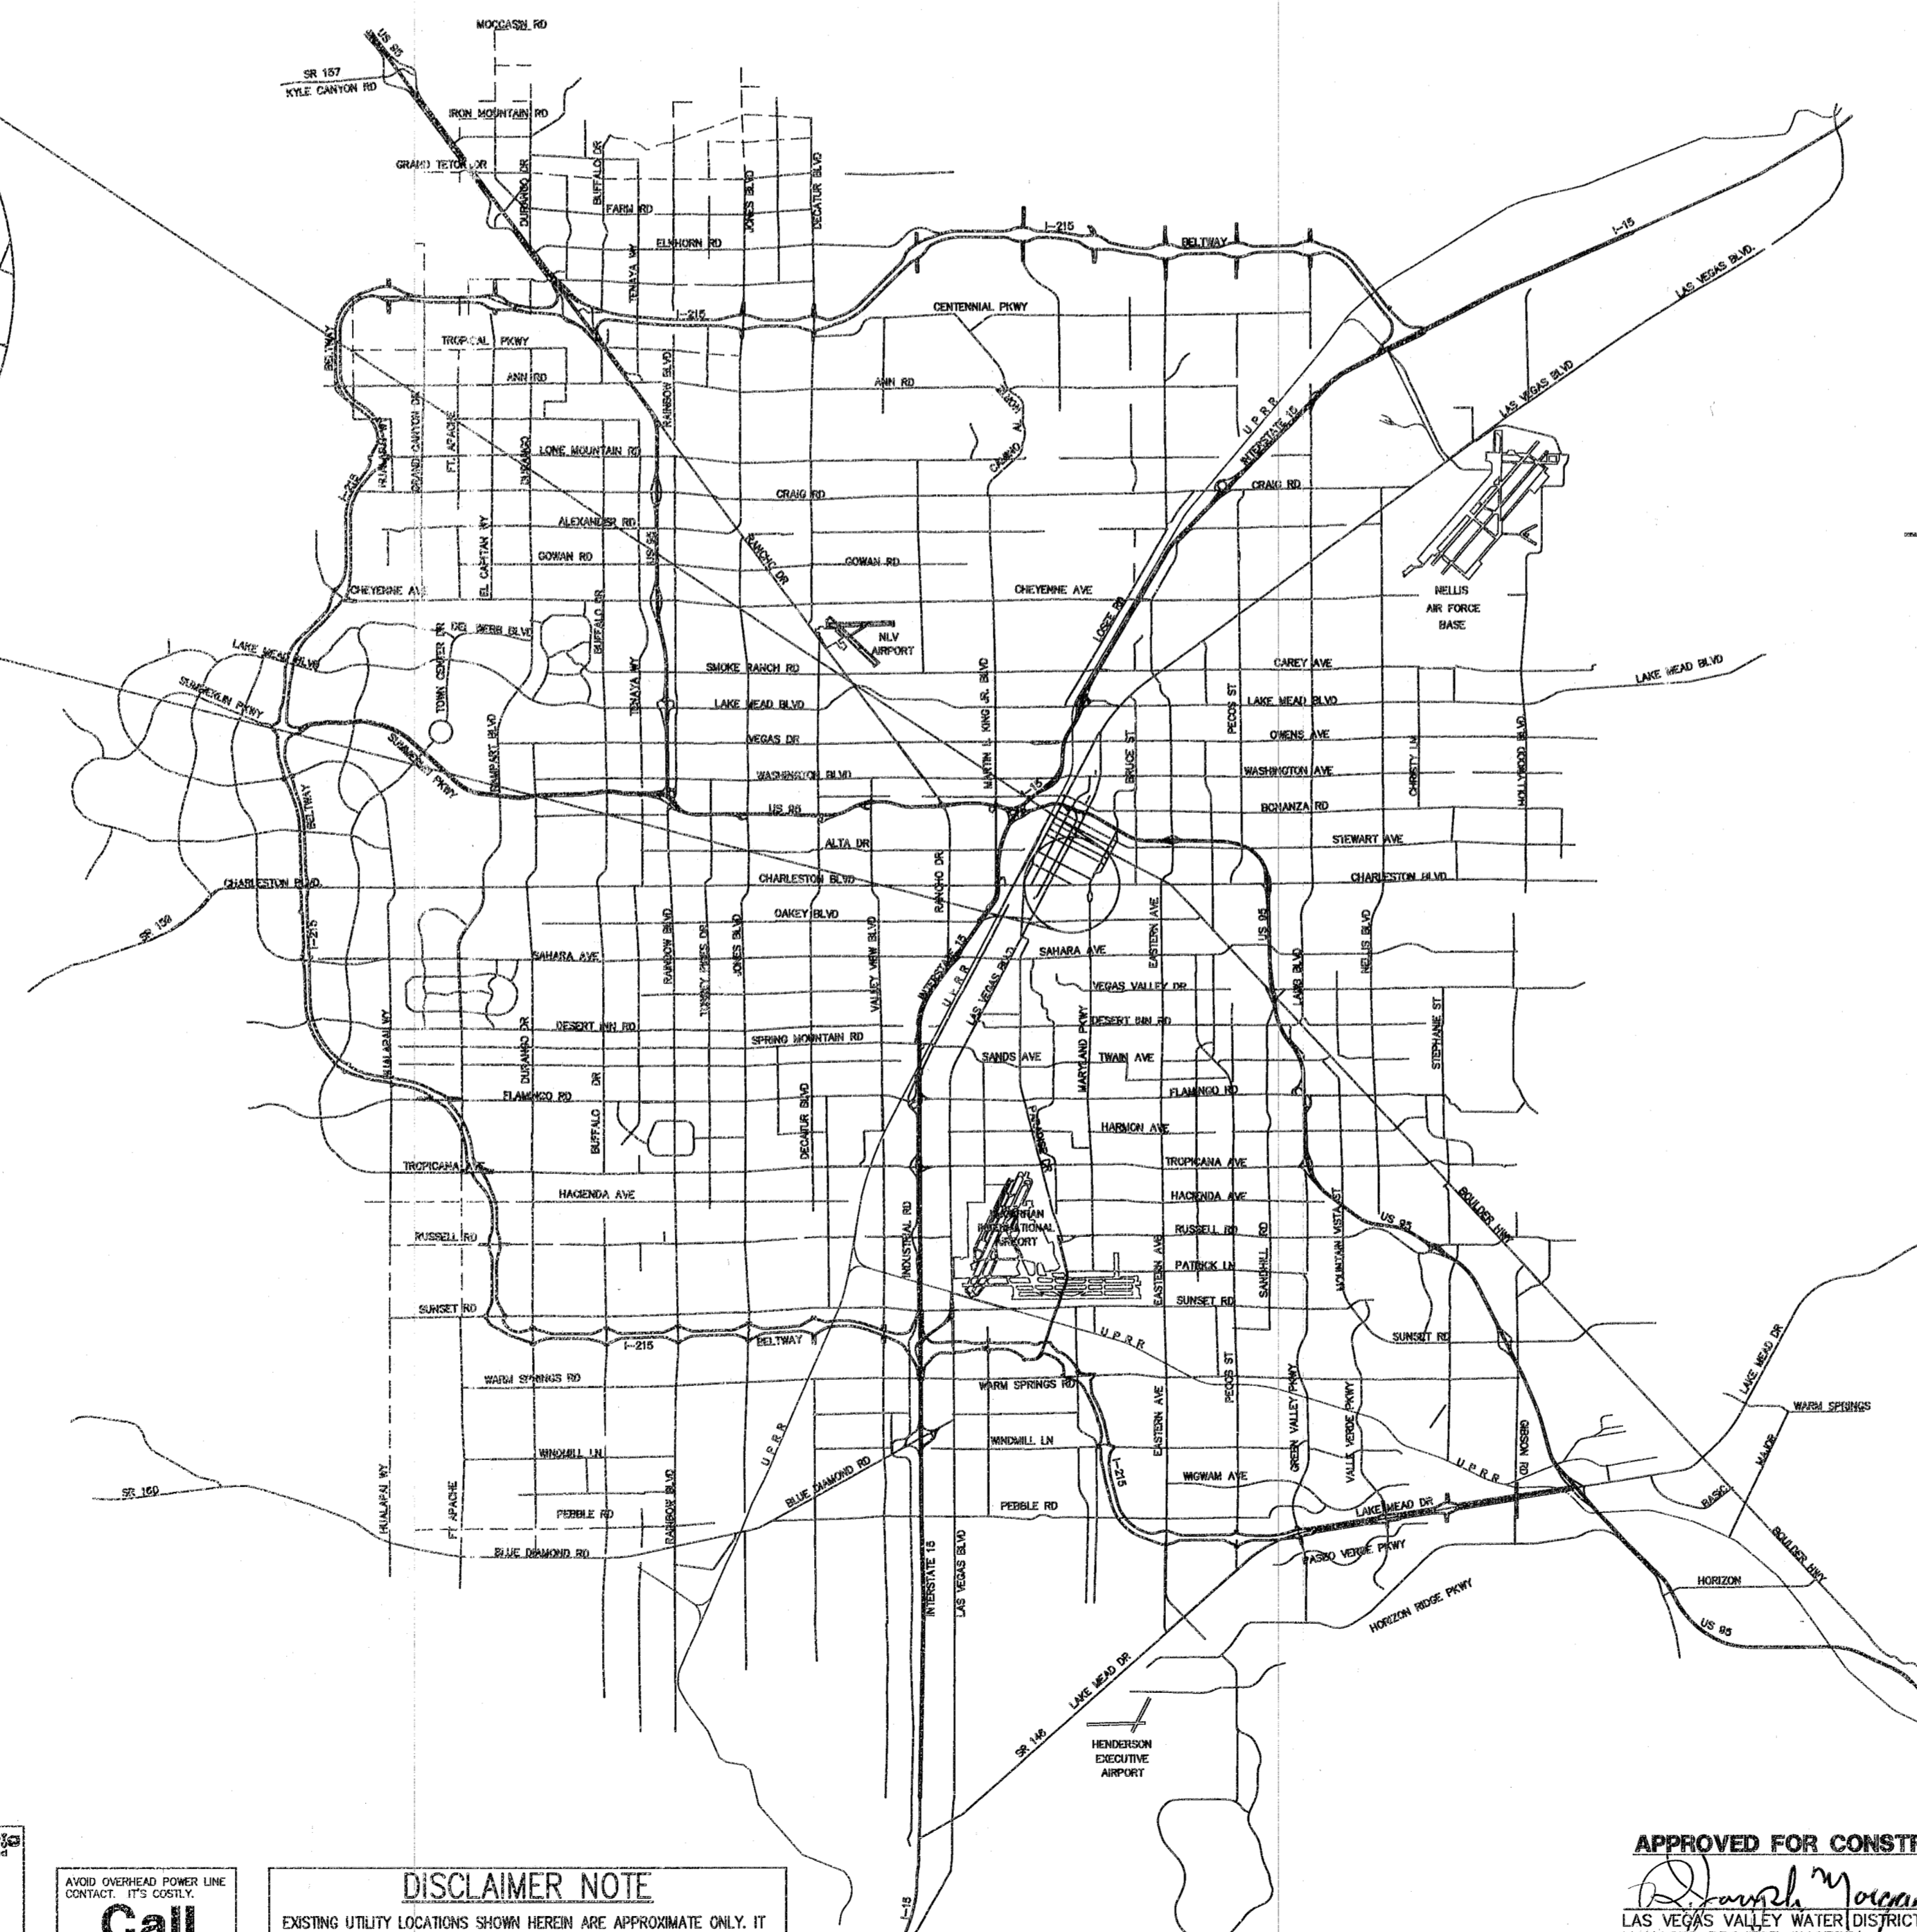 MOCCASIN RD
US 95
SR 157
KYLE CANYON RD
IRON MOUNTAIN RD
GRAND TETON DR
DURANGO DR
BUFFALO DR
FARM RD
JONES BLVD
DECATUR BLVD
ELKHORN RD
TENAYA WY
I-215
BELTWAY
I-15
LAS VEGAS BLVD.
CENTENNIAL PKWY
I-215
BELTWAY
TROPICAL PKWY
ANN RD
RAINBOW BLVD
ANN RD
LAS VEGAS BLVD
GRAND CANYON DR
FT. APACHE
DURANGO
LONE MOUNTAIN RD
CAMINO AL
U P R R
INTERSTATE 15
HUALAPAI WY
I-215
CRAIG RD
CRAIG RD
ALEXANDER RD
EL CAPITAN WY
GOWAN RD
US 95
RANCHO DR
GOWAN RD
CHEYENNE AVE
CHEYENNE AVE
NELLIS
AIR FORCE
BASE
LOSEE RD
BUFFALO DR
TOWN CENTER DR
DEL WEBB BLVD
NLV
AIRPORT
LAKE MEAD BLVD
SMOKE RANCH RD
CAREY AVE
LAKE MEAD BLVD
SUMMERLIN PKWY
TENAYA WY
LAKE MEAD BLVD
MARTIN L. KING JR. BLVD
PECOS ST
LAKE MEAD BLVD
SUMMERLIN PKWY
RAMPART BLVD
VEGAS DR
BRUCE ST
OWENS AVE
CHRISTY LN
HOLLYWOOD BLVD
WASHINGTON BLVD
WASHINGTON AVE
BELTWAY
US 95
I-15
BONANZA RD
ALTA DR
STEWART AVE
CHARLESTON BLVD.
CHARLESTON BLVD
RANCHO DR
CHARLESTON BLVD
SR 159
I-215
OAKEY BLVD
EASTERN AVE
US 95
SAHARA AVE
RAINBOW BLVD
TORREY PINES DR
JONES BLVD
VALLEY VIEW BLVD
INTERSTATE 15
U P R R
LAS VEGAS BLVD
SAHARA AVE
LAMB BLVD
NELLIS BLVD
VEGAS VALLEY DR
HUALAPAI WY
DURANGO DR
DESERT INN RD
SPRING MOUNTAIN RD
MARYLAND PKWY
DESERT INN RD
STEPHANIE ST
SANDS AVE
TWAIN AVE
FLAMINGO RD
BUFFALO DR
DECATUR BLVD
FLAMINGO RD
PARADISE DR
HARMON AVE
TROPICANA AVE
TROPICANA AVE
HACIENDA AVE
HACIENDA AVE
McCARRAN
INTERNATIONAL
AIRPORT
BOULDER HWY
RUSSELL RD
INDUSTRIAL RD
RUSSELL RD
US 95
EASTERN AVE
PATRICK LN
SANDHILL RD
MOUNTAIN VISTA ST
SUNSET RD
SUNSET RD
I-215
BELTWAY
U P R R
SUNSET RD
LAKE MEAD DR
WARM SPRINGS RD
WARM SPRINGS RD
PECOS ST
GREEN VALLEY PKWY
VALLE VERDE PKWY
WARM SPRINGS
WINDMILL LN
U P R R
WINDMILL LN
EASTERN AVE
GIBSON RD
MAJOR
SR 160
HUALAPAI WY
FT APACHE
RAINBOW BLVD
BLUE DIAMOND RD
I-215
WIGWAM AVE
U P R R
BASIC
PEBBLE RD
PEBBLE RD
LAKE MEAD DR
BLUE DIAMOND RD
INTERSTATE 15
LAS VEGAS BLVD
PASEO VERDE PKWY
BOULDER HWY
HORIZON
HORIZON RIDGE PKWY
US 95
LAKE MEAD DR
SR 146
HENDERSON
EXECUTIVE
AIRPORT
I-15
APPROVED FOR CONSTR
AVOID OVERHEAD POWER LINE
CONTACT. IT'S COSTLY.
Call
DISCLAIMER NOTE
EXISTING UTILITY LOCATIONS SHOWN HEREIN ARE APPROXIMATE ONLY. IT
LAS VEGAS VALLEY WATER DISTRICT